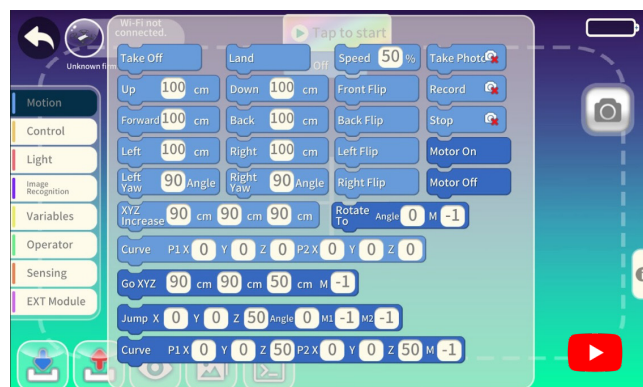 Wi-Fi not
connected.
Tap to start
Unknown fi
Off
Take Off
Land
Speed 50 %
Take Photo
Up 100 cm
Down 100 cm
Front Flip
Record
Forward 100 cm
Back 100 cm
Back Flip
Stop
Left 100 cm
Right 100 cm
Left Flip
Motor On
Left
Yaw 90 Angle
Right
Yaw 90 Angle
Right Flip
Motor Off
XYZ
Increase 90 cm 90 cm 90 cm
Rotate
To Angle 0 M -1
Curve P1 X 0 Y 0 Z 0 P2 X 0 Y 0 Z 0
Go XYZ 90 cm 90 cm 50 cm M -1
Jump X 0 Y 0 Z 50 Angle 0 M1 -1 M2 -1
Curve P1 X 0 Y 0 Z 50 P2 X 0 Y 0 Z 50 M -1
Motion
Control
Light
Image
Recognition
Variables
Operator
Sensing
EXT Module